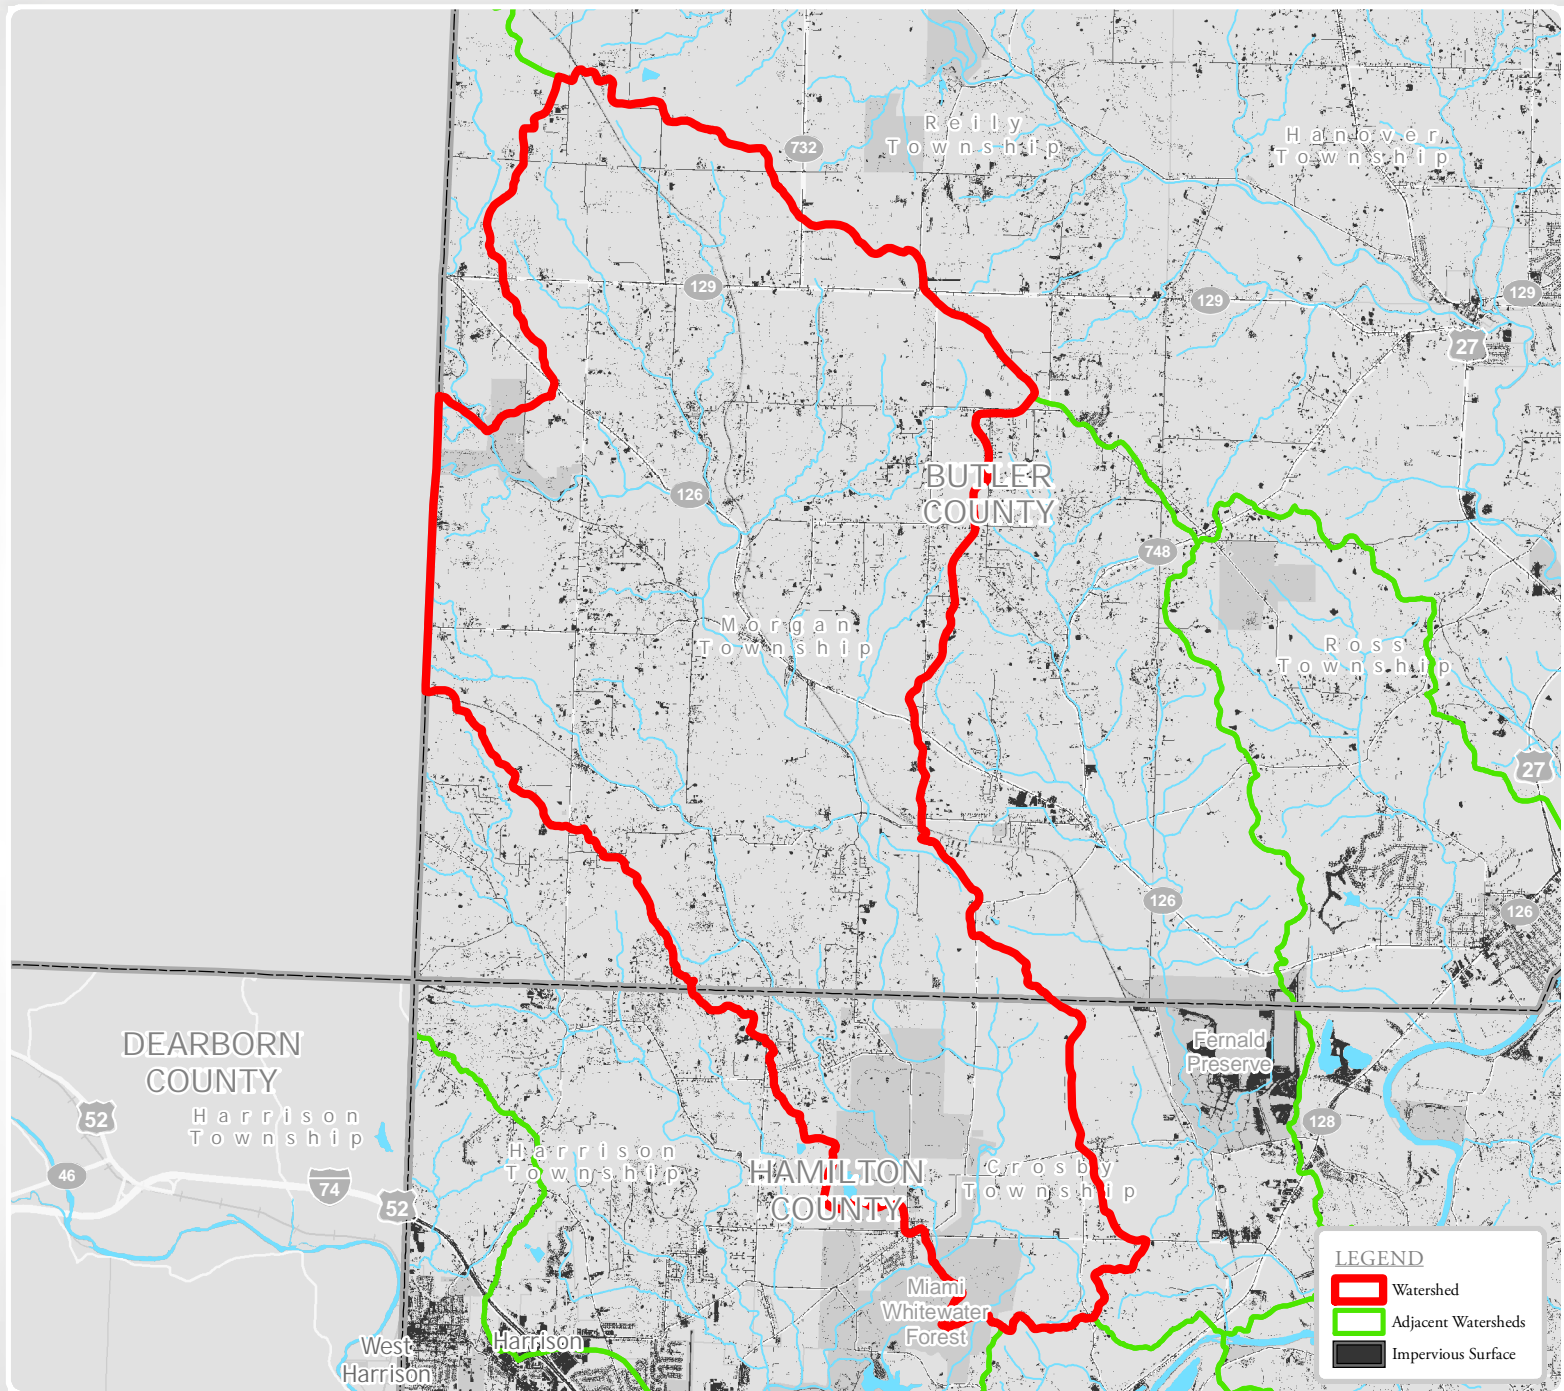 Reily
Township
Hanover
Township
732
129
129
129
27
BUTLER
COUNTY
126
748
Morgan
Township
Ross
Township
27
126
126
Fernald
Preserve
DEARBORN
COUNTY
Harrison
Township
52
46
74
52
128
Harrison
Township
HAMILTON
COUNTY
Crosby
Township
Miami
Whitewater
Forest
West
Harrison
Harrison
LEGEND
Watershed
Adjacent Watersheds
Impervious Surface